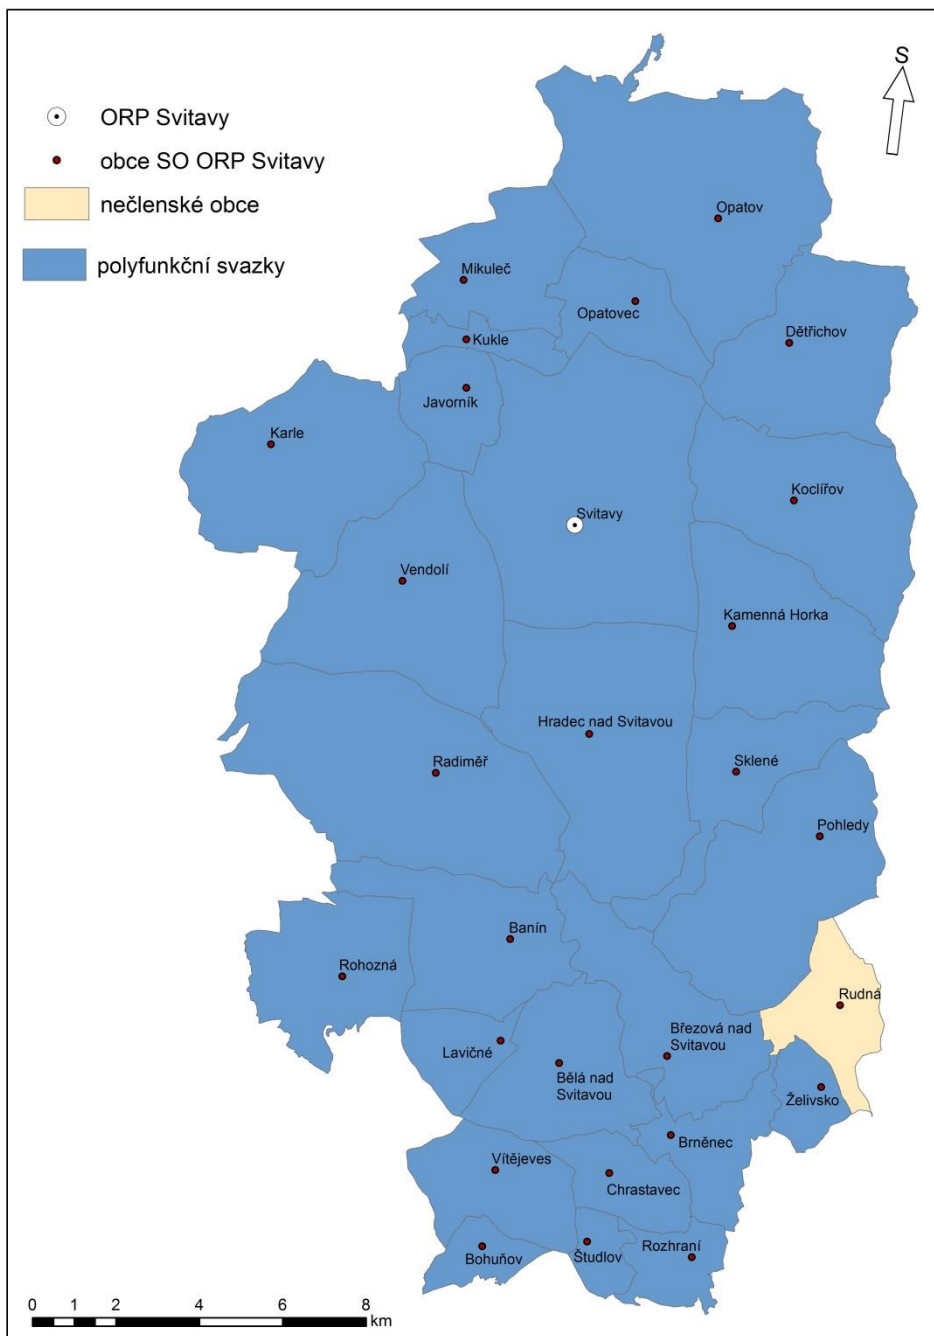 S
ORP Svitavy
obce SO ORP Svitavy
nečlenské obce
polyfunkční svazky
Opatov
Mikuleč
Opatovec
Dětřichov
Kukle
Javorník
Karle
Koclířov
Svitavy
Vendolí
Kamenná Horka
Hradec nad Svitavou
Radiměř
Sklené
Pohledy
Banín
Rohozná
Rudná
Březová nad
Svitavou
Lavičné
Bělá nad
Svitavou
Želivsko
Brněnec
Vítějeves
Chrastavec
Rozhraní
Bohuňov
Študlov
0 1 2 4 6 8
km